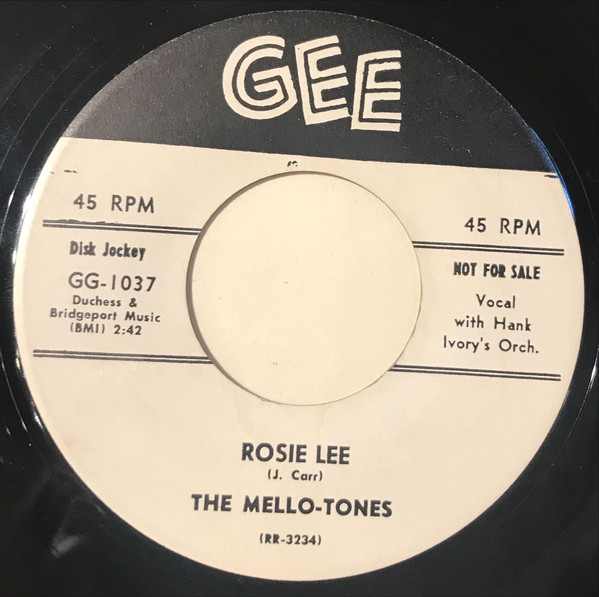 GEE
45 RPM
45 RPM
Disk Jockey
GG-1037
Duchess &
Bridgeport Music
(BMI) 2:42
NOT FOR SALE
Vocal
with Hank
Ivory's Orch.
ROSIE LEE
(J. Carr)
THE MELLO-TONES
(RR-3234)